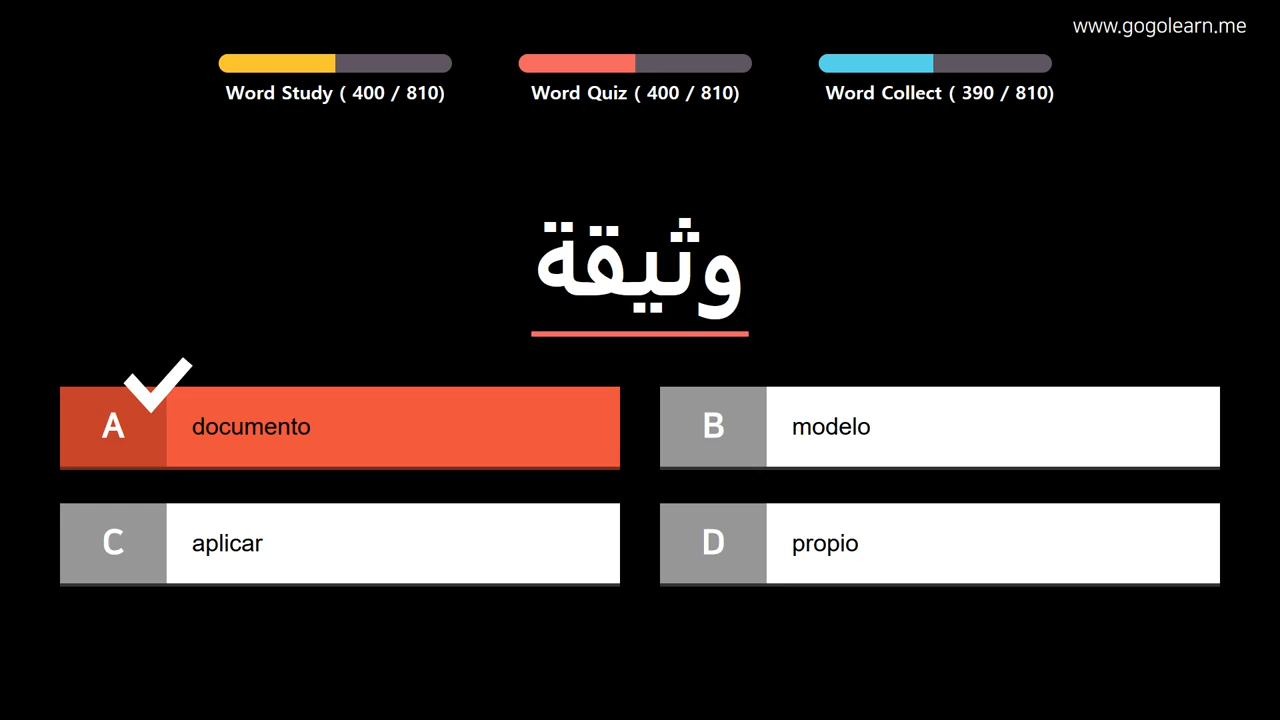 www.gogolearn.me
Word Study ( 400 / 810)
Word Quiz ( 400 / 810)
Word Collect ( 390 / 810)
وثيقة
A documento
B modelo
C aplicar
D propio